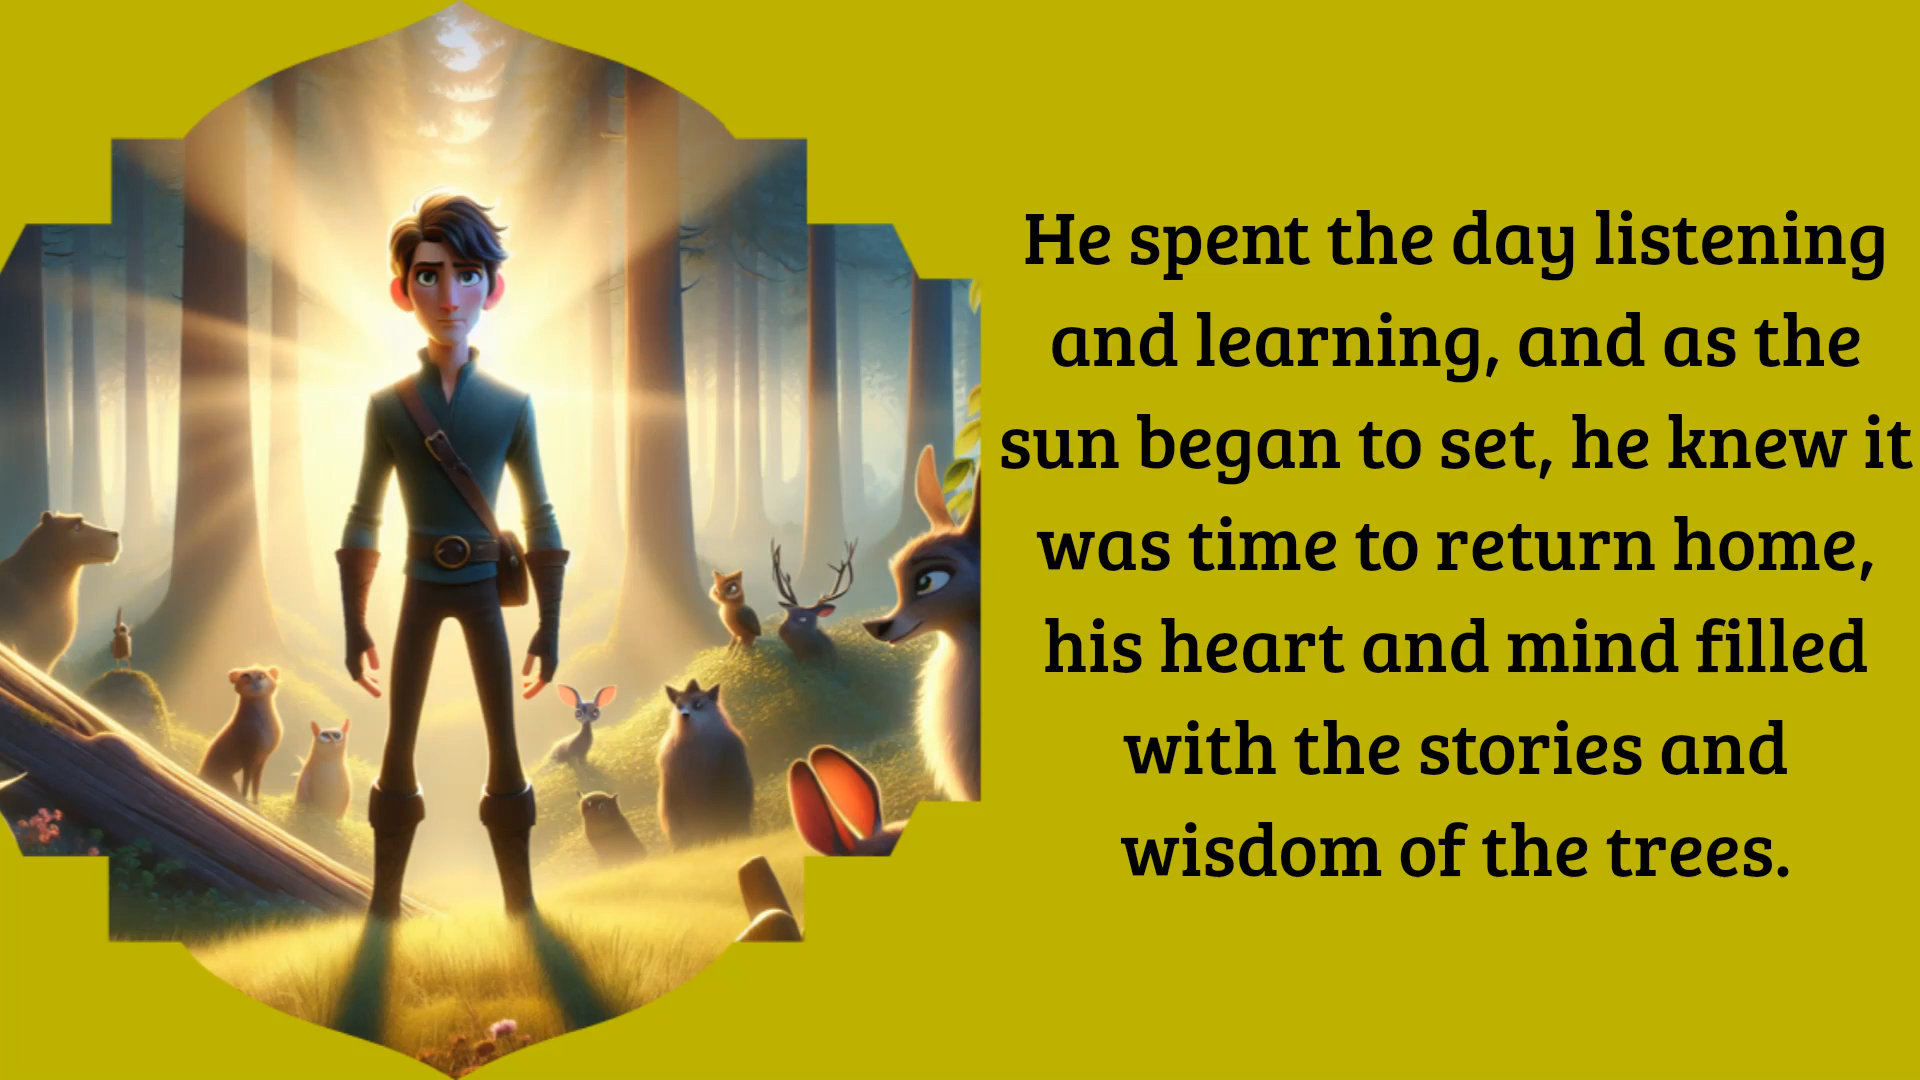 He spent the day listening
and learning, and as the
sun began to set, he knew it
was time to return home,
his heart and mind filled
with the stories and
wisdom of the trees.